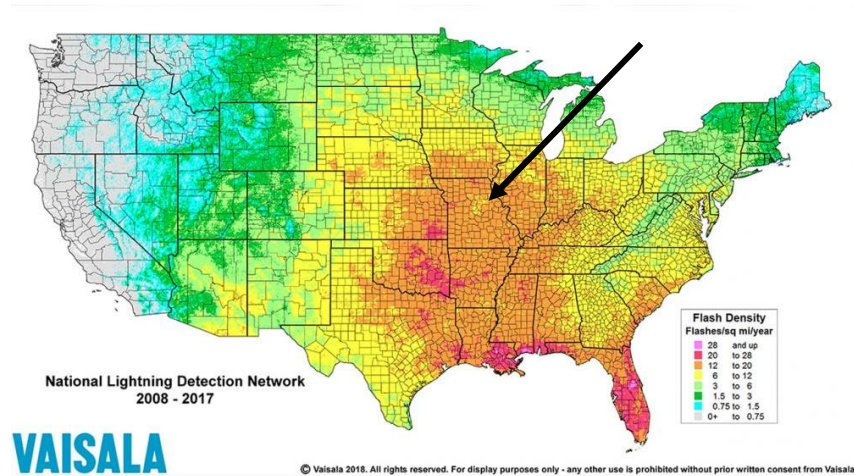 Flash Density
Flashes/sq mi/year
28 and up
20 to 28
12 to 20
6 to 12
3 to 6
1.5 to 3
0.75 to 1.5
0+ to 0.75
National Lightning Detection Network
2008 - 2017
VAISALA
© Vaisala 2018. All rights reserved. For display purposes only - any other use is prohibited without prior written consent from Vaisala